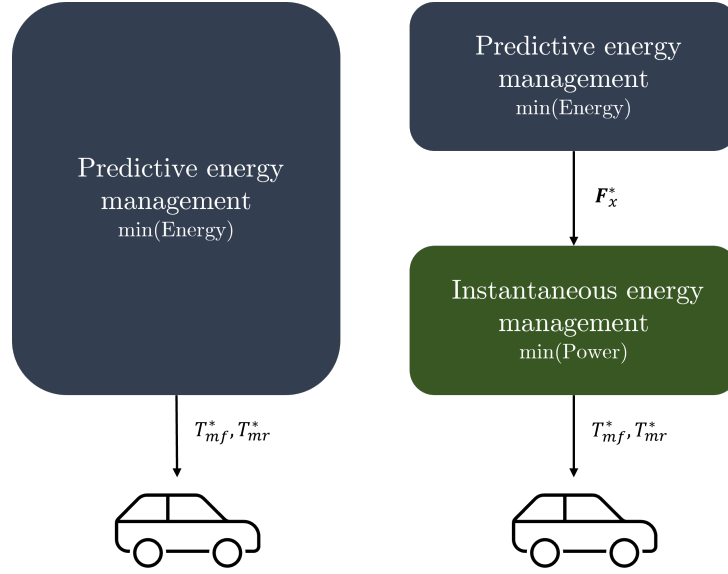 Predictive energy
management
min(Energy)
T*mf, T*mr
Predictive energy
management
min(Energy)
F*x
Instantaneous energy
management
min(Power)
T*mf, T*mr